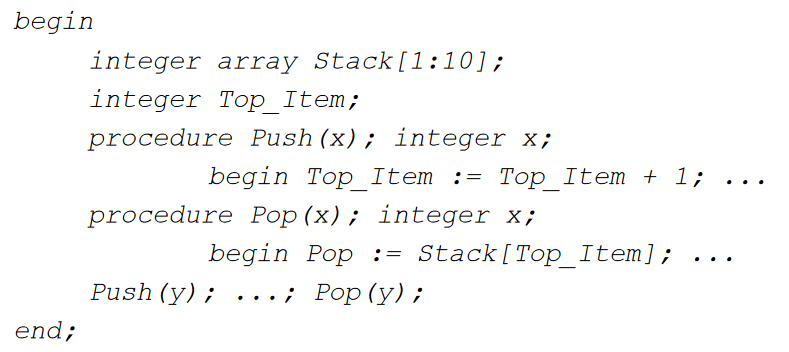 begin
integer array Stack[1:10];
integer Top_Item;
procedure Push(x); integer x;
begin Top_Item := Top_Item + 1; ...
procedure Pop(x); integer x;
begin Pop := Stack[Top_Item]; ...
Push(y); ...; Pop(y);
end;